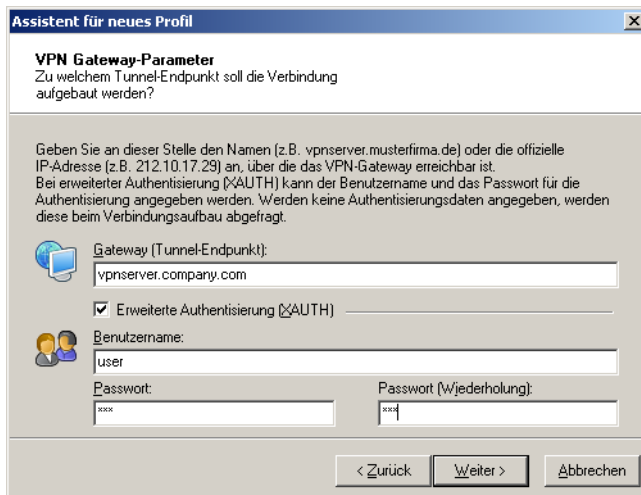 Assistent für neues Profil
VPN Gateway-Parameter
Zu welchem Tunnel-Endpunkt soll die Verbindung
aufgebaut werden?
Geben Sie an dieser Stelle den Namen (z.B. vpnserver.musterfirma.de) oder die offizielle
IP-Adresse (z.B. 212.10.17.29) an, über die das VPN-Gateway erreichbar ist.
Bei erweiterter Authentisierung (XAUTH) kann der Benutzername und das Passwort für die
Authentisierung angegeben werden. Werden keine Authentisierungsdaten angegeben, werden
diese beim Verbindungsaufbau abgefragt.
Gateway (Tunnel-Endpunkt):
vpnserver.company.com
Erweiterte Authentisierung (XAUTH)
Benutzername:
user
Passwort: Passwort (Wiederholung):
*** ***
< Zurück Weiter > Abbrechen